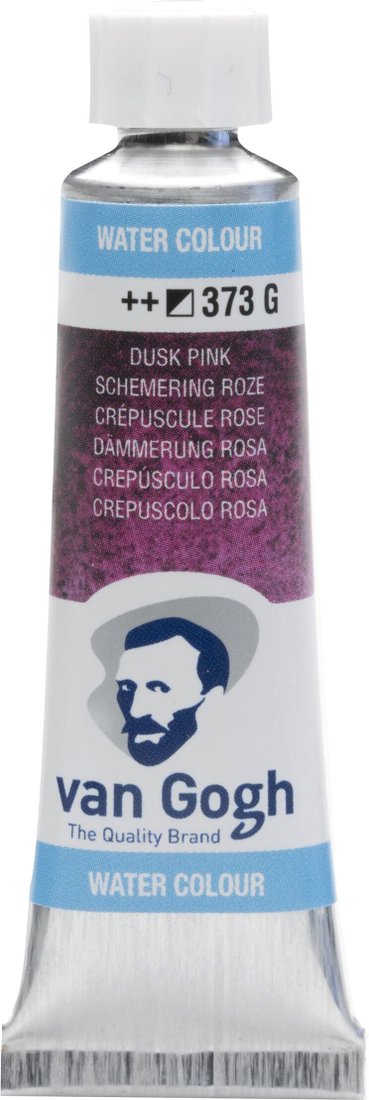 WATER COLOUR
++ 373 G
DUSK PINK
SCHEMERING ROZE
CRÉPUSCULE ROSE
DÄMMERUNG ROSA
CREPÚSCULO ROSA
CREPUSCOLO ROSA
van Gogh
The Quality Brand
WATER COLOUR